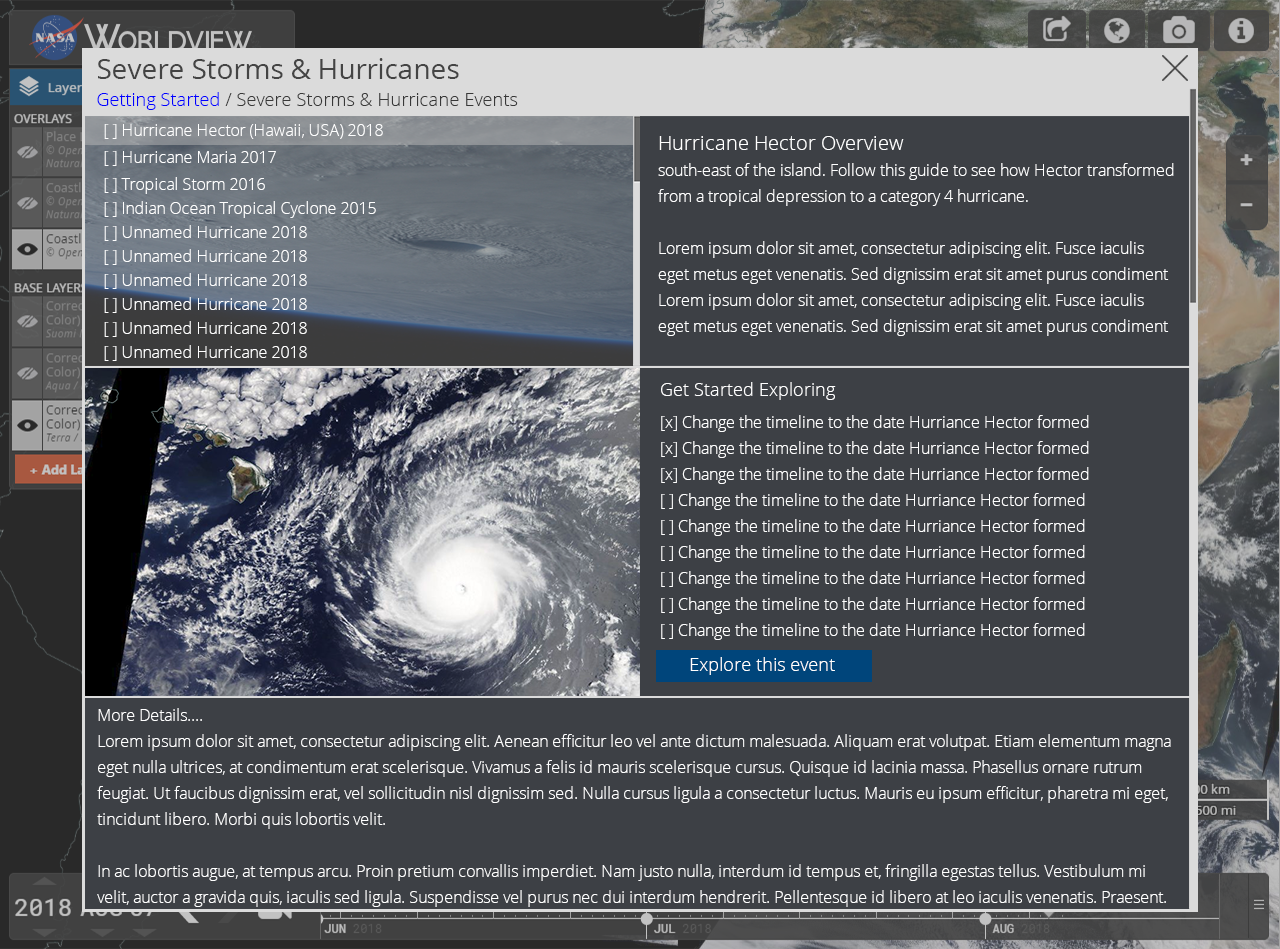 NASA WORLDVIEW
Severe Storms & Hurricanes
Getting Started / Severe Storms & Hurricane Events
Layer
OVERLAYS
Place
© Open
Natura
Coastl
© Open
Natura
Coastl
© Open
BASE LAYERS
Correc
Color)
Suomi
Correc
Color)
Aqua /
Correc
Color)
Terra /
+ Add La
[ ] Hurricane Hector (Hawaii, USA) 2018
[ ] Hurricane Maria 2017
[ ] Tropical Storm 2016
[ ] Indian Ocean Tropical Cyclone 2015
[ ] Unnamed Hurricane 2018
[ ] Unnamed Hurricane 2018
[ ] Unnamed Hurricane 2018
[ ] Unnamed Hurricane 2018
[ ] Unnamed Hurricane 2018
[ ] Unnamed Hurricane 2018
Hurricane Hector Overview
south-east of the island. Follow this guide to see how Hector transformed
from a tropical depression to a category 4 hurricane.
Lorem ipsum dolor sit amet, consectetur adipiscing elit. Fusce iaculis
eget metus eget venenatis. Sed dignissim erat sit amet purus condiment
Lorem ipsum dolor sit amet, consectetur adipiscing elit. Fusce iaculis
eget metus eget venenatis. Sed dignissim erat sit amet purus condiment
Get Started Exploring
[x] Change the timeline to the date Hurriance Hector formed
[x] Change the timeline to the date Hurriance Hector formed
[x] Change the timeline to the date Hurriance Hector formed
[ ] Change the timeline to the date Hurriance Hector formed
[ ] Change the timeline to the date Hurriance Hector formed
[ ] Change the timeline to the date Hurriance Hector formed
[ ] Change the timeline to the date Hurriance Hector formed
[ ] Change the timeline to the date Hurriance Hector formed
[ ] Change the timeline to the date Hurriance Hector formed
Explore this event
More Details....
Lorem ipsum dolor sit amet, consectetur adipiscing elit. Aenean efficitur leo vel ante dictum malesuada. Aliquam erat volutpat. Etiam elementum magna
eget nulla ultrices, at condimentum erat scelerisque. Vivamus a felis id mauris scelerisque cursus. Quisque id lacinia massa. Phasellus ornare rutrum
feugiat. Ut faucibus dignissim erat, vel sollicitudin nisl dignissim sed. Nulla cursus ligula a consectetur luctus. Mauris eu ipsum efficitur, pharetra mi eget,
tincidunt libero. Morbi quis lobortis velit.
In ac lobortis augue, at tempus arcu. Proin pretium convallis imperdiet. Nam justo nulla, interdum id tempus et, fringilla egestas tellus. Vestibulum mi
velit, auctor a gravida quis, iaculis sed ligula. Suspendisse vel purus nec dui interdum hendrerit. Pellentesque id libero at leo iaculis venenatis. Praesent.
00 km
500 mi
2018 AUG 07
JUN 2018
JUL 2018
AUG 2018